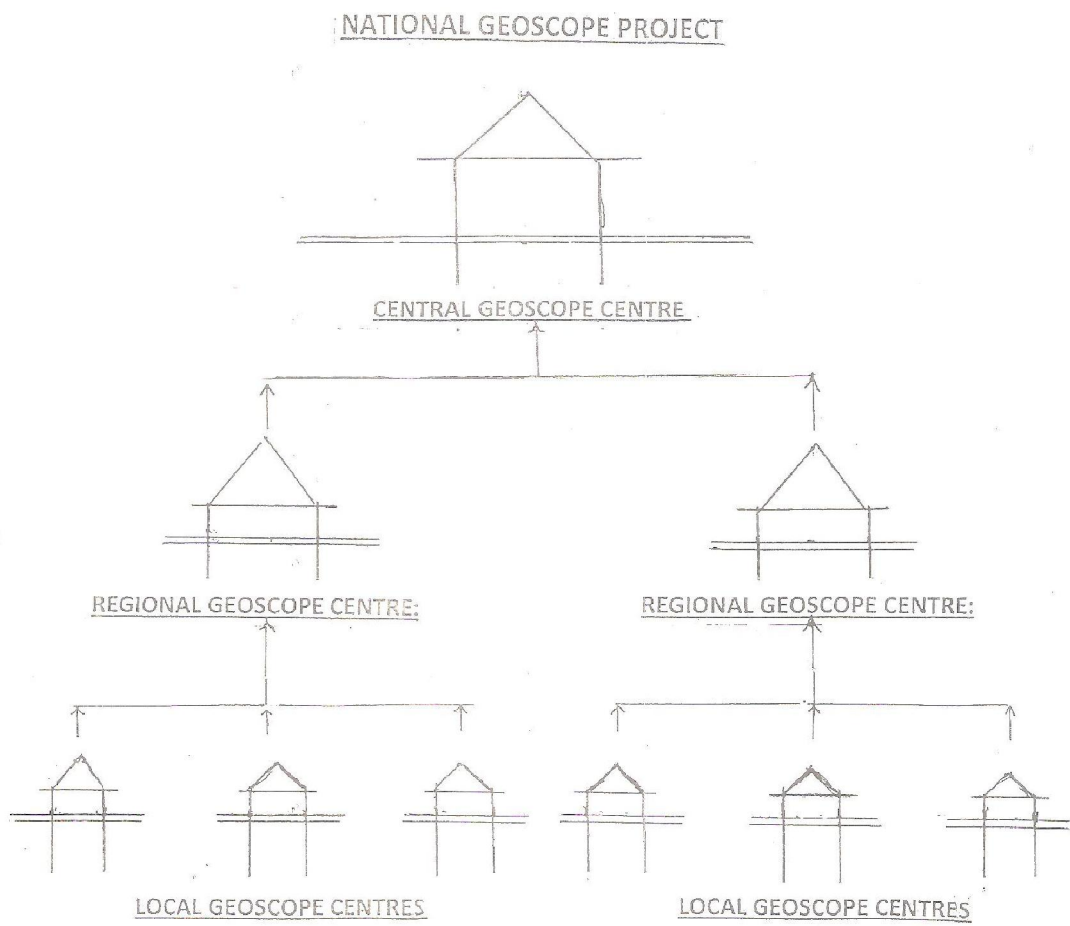 NATIONAL GEOSCOPE PROJECT
CENTRAL GEOSCOPE CENTRE
REGIONAL GEOSCOPE CENTRE:
REGIONAL GEOSCOPE CENTRE:
LOCAL GEOSCOPE CENTRES
LOCAL GEOSCOPE CENTRES